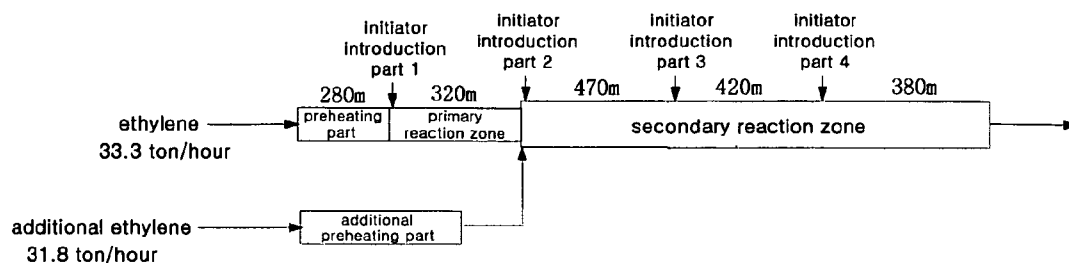 initiator
introduction
part 1
initiator
introduction
part 2
initiator
introduction
part 3
initiator
introduction
part 4
280m
320m
470m
420m
380m
ethylene
33.3 ton/hour
preheating
part
primary
reaction zone
secondary reaction zone
additional ethylene
31.8 ton/hour
additional
preheating part